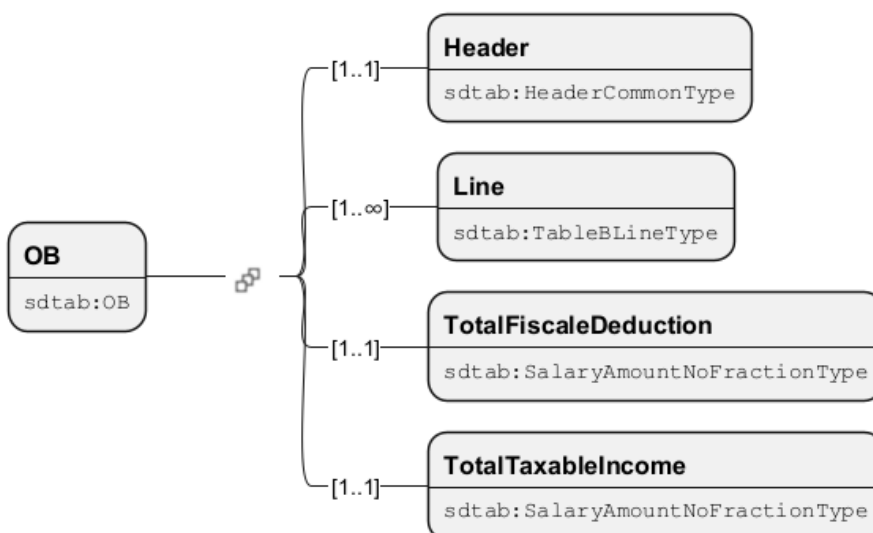 Header
[1..1]
sdtab:HeaderCommonType
Line
[1..∞]
sdtab:TableBLineType
OB
sdtab:OB
TotalFiscaleDeduction
[1..1]
sdtab:SalaryAmountNoFractionType
TotalTaxableIncome
[1..1]
sdtab:SalaryAmountNoFractionType